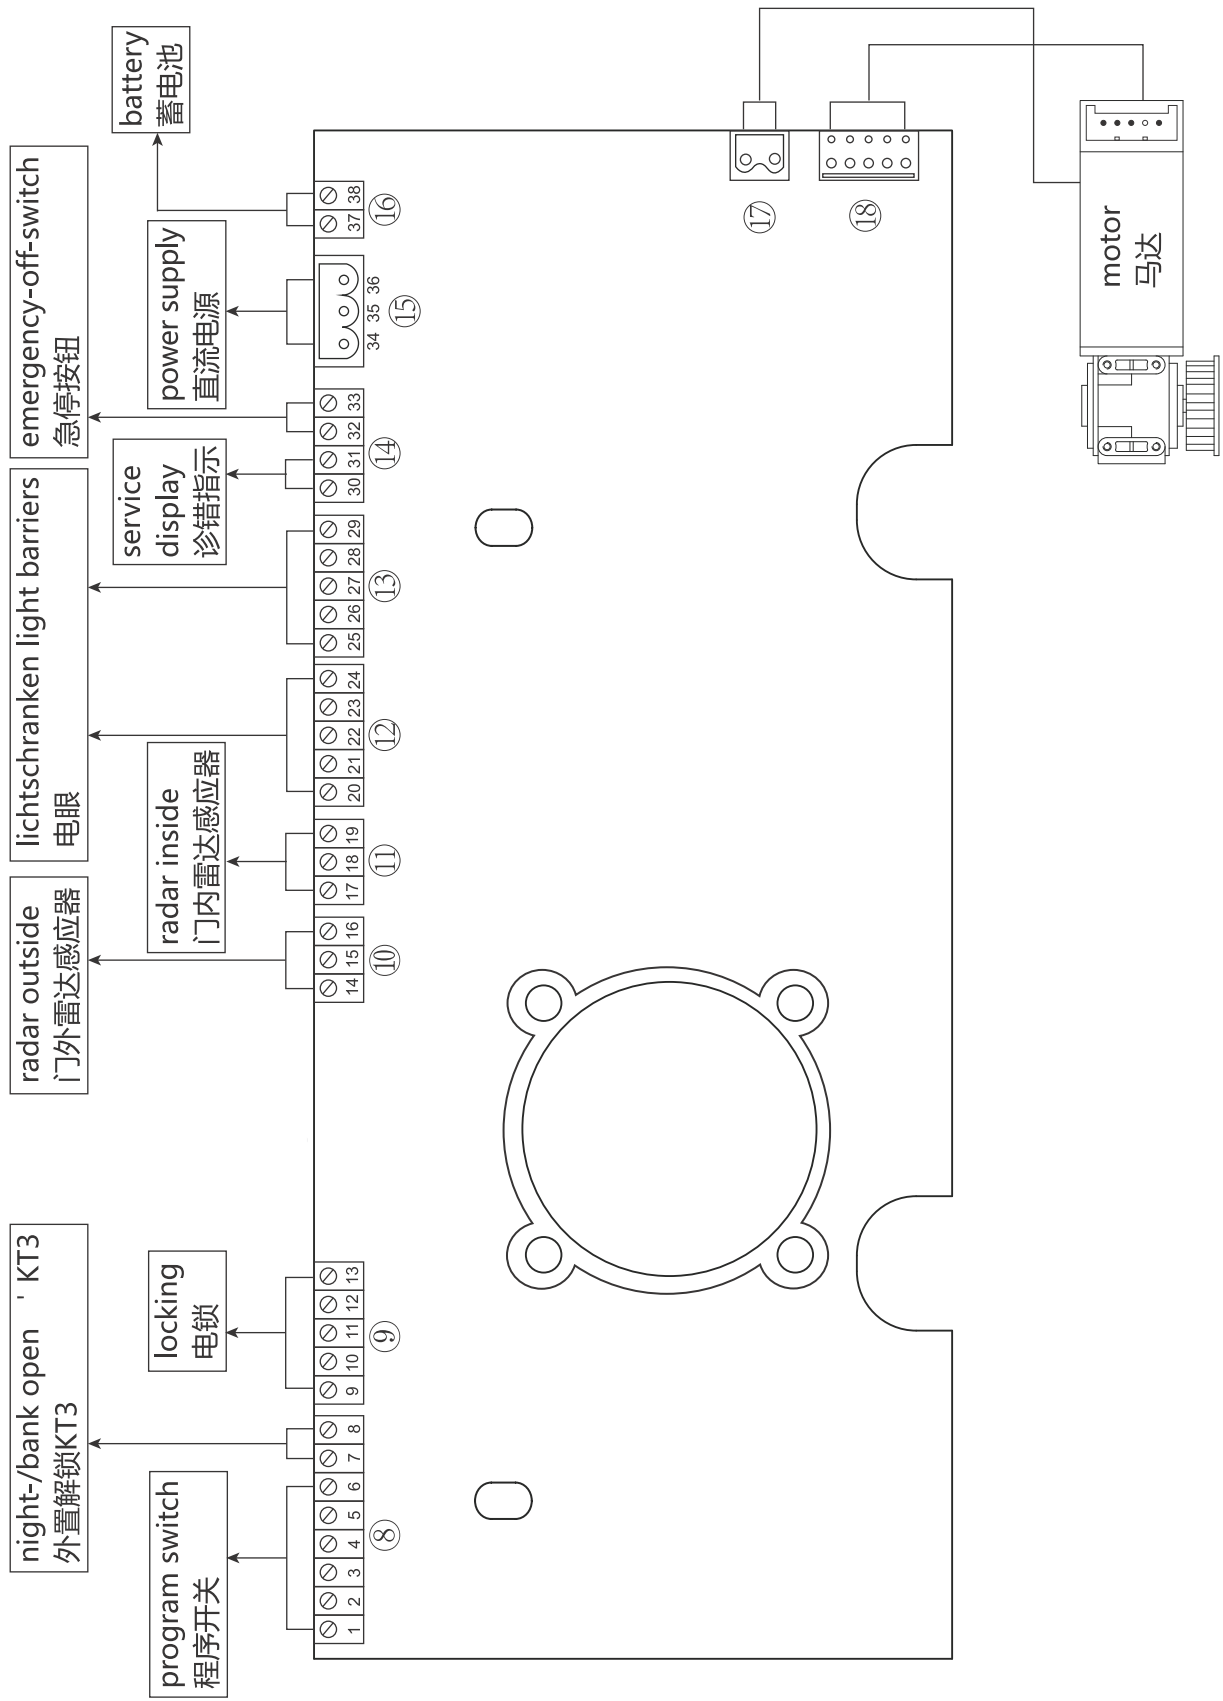 night-/bank open ' KT3
外置解锁KT3
radar outside
门外雷达感应器
lichtschranken light barriers
电眼
emergency-off-switch
急停按钮
program switch
程序开关
locking
电锁
radar inside
门内雷达感应器
service
display
诊错指示
power supply
直流电源
battery
蓄电池
1 2 3 4 5 6 7 8
9 10 11 12 13
14 15 16
17 18 19
20 21 22 23 24
25 26 27 28 29
30 31 32 33
34 35 36
37 38
⑧ ⑨ ⑩ ⑪ ⑫ ⑬ ⑭ ⑮ ⑯
⑰
⑱
motor
马达